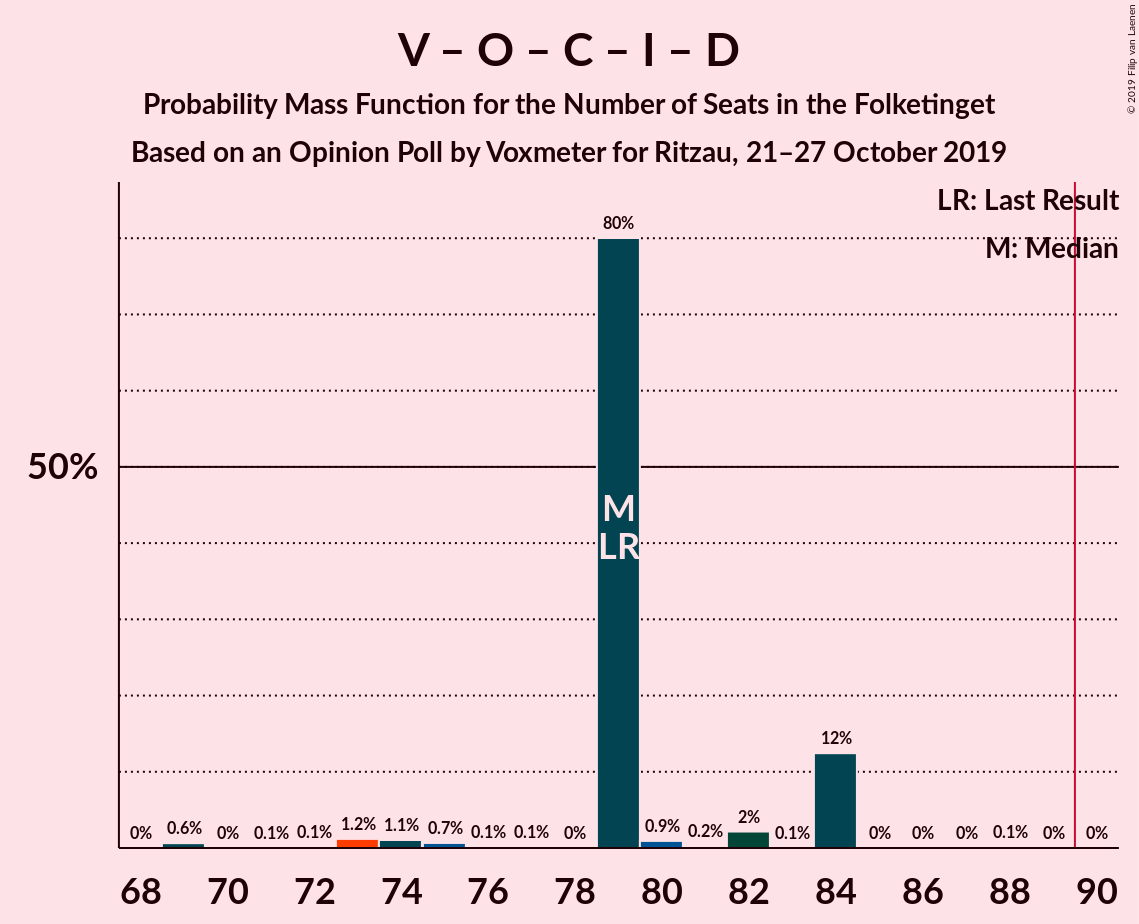 V – O – C – I – D
Probability Mass Function for the Number of Seats in the Folketinget
Based on an Opinion Poll by Voxmeter for Ritzau, 21–27 October 2019
© 2019 Filip van Laenen
LR: Last Result
M: Median
50%
0% 0.6% 0% 0.1% 0.1% 1.2% 1.1% 0.7% 0.1% 0.1% 0% 80% 0.9% 0.2% 2% 0.1% 12% 0% 0% 0% 0.1% 0% 0%
M
LR
68 70 72 74 76 78 80 82 84 86 88 90